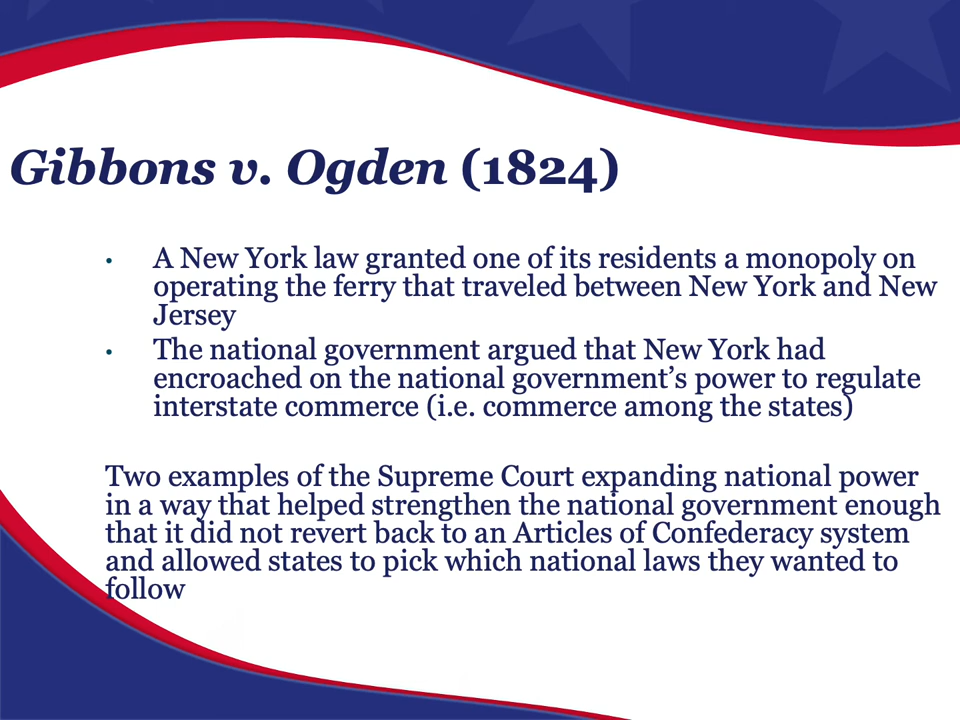 Gibbons v. Ogden (1824)
• A New York law granted one of its residents a monopoly on
operating the ferry that traveled between New York and New
Jersey
• The national government argued that New York had
encroached on the national government’s power to regulate
interstate commerce (i.e. commerce among the states)
Two examples of the Supreme Court expanding national power
in a way that helped strengthen the national government enough
that it did not revert back to an Articles of Confederacy system
and allowed states to pick which national laws they wanted to
follow